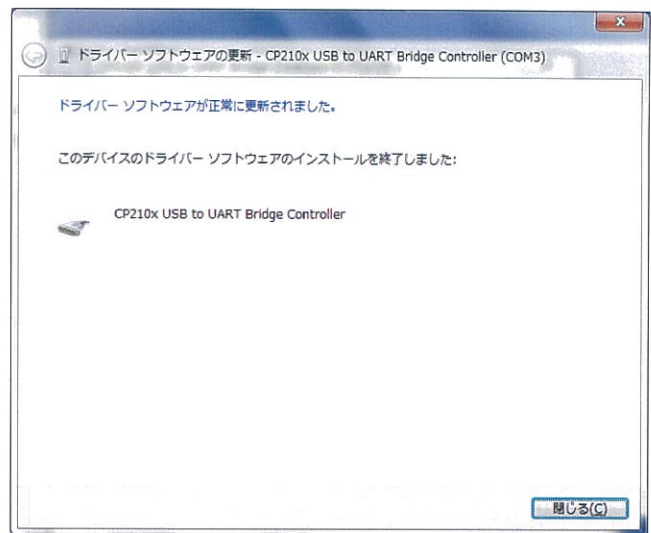 ドライバー ソフトウェアの更新 - CP210x USB to UART Bridge Controller (COM3)
ドライバー ソフトウェアが正常に更新されました。
このデバイスのドライバー ソフトウェアのインストールを終了しました:
CP210x USB to UART Bridge Controller
閉じる(C)